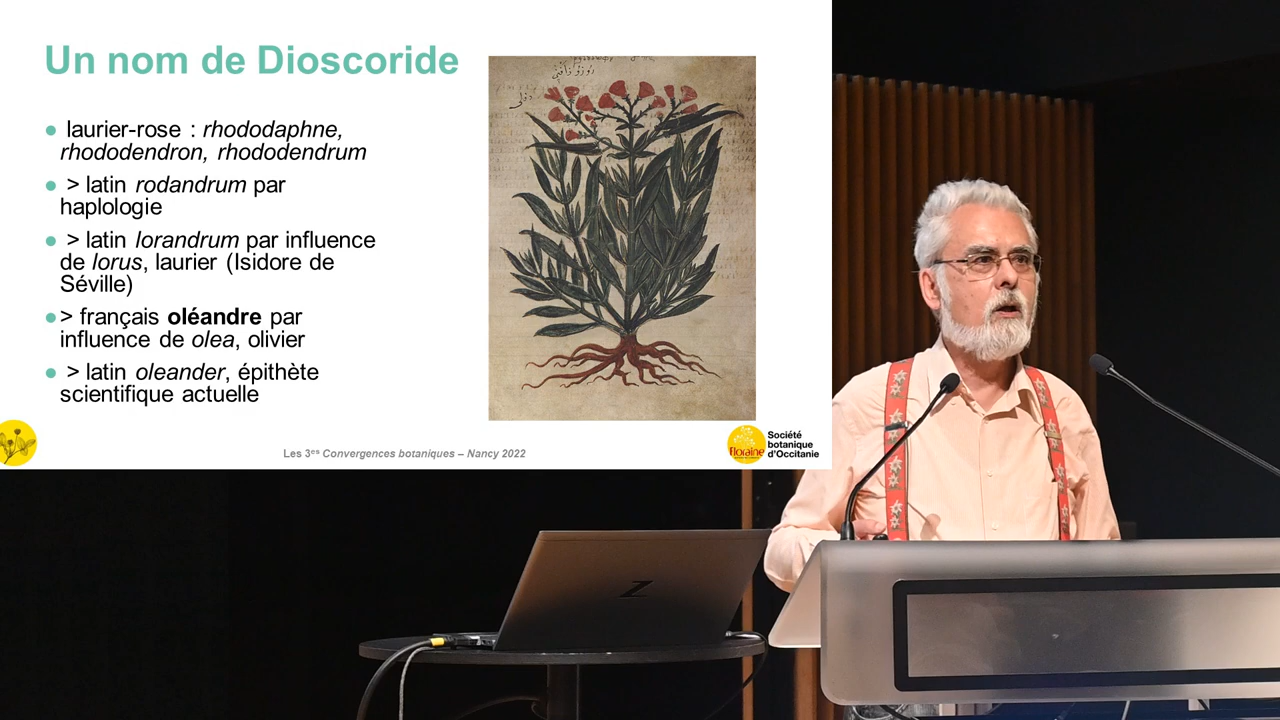 Un nom de Dioscoride
● laurier-rose : rhododaphne,
rhododendron, rhododendrum
● > latin rodandrum par
haplologie
● > latin lorandrum par influence
de lorus, laurier (Isidore de
Séville)
● > français oléandre par
influence de olea, olivier
● > latin oleander, épithète
scientifique actuelle
Les 3es Convergences botaniques – Nancy 2022
floraine
Société
botanique
d'Occitanie